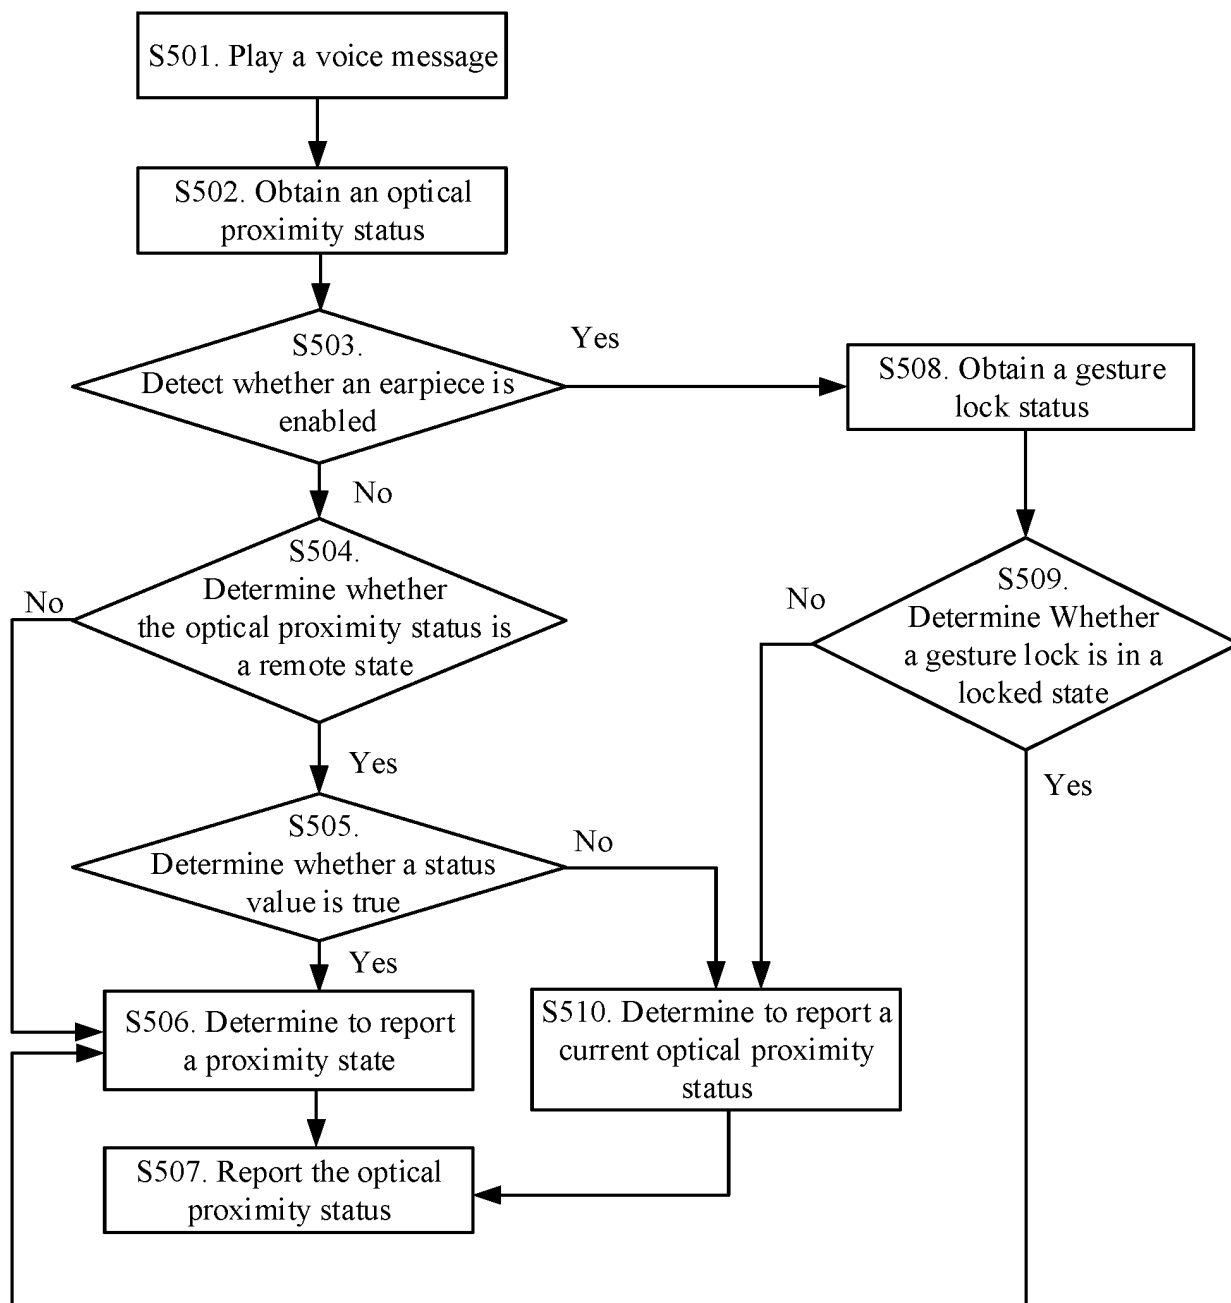 S501. Play a voice message
S502. Obtain an optical
proximity status
S503.
Detect whether an earpiece is
enabled
Yes
S508. Obtain a gesture
lock status
No
S504.
Determine whether
the optical proximity status is
a remote state
No
S509.
Determine Whether
a gesture lock is in a
locked state
No
Yes
Yes
S505.
Determine whether a status
value is true
No
Yes
S506. Determine to report
a proximity state
S510. Determine to report a
current optical proximity
status
S507. Report the optical
proximity status